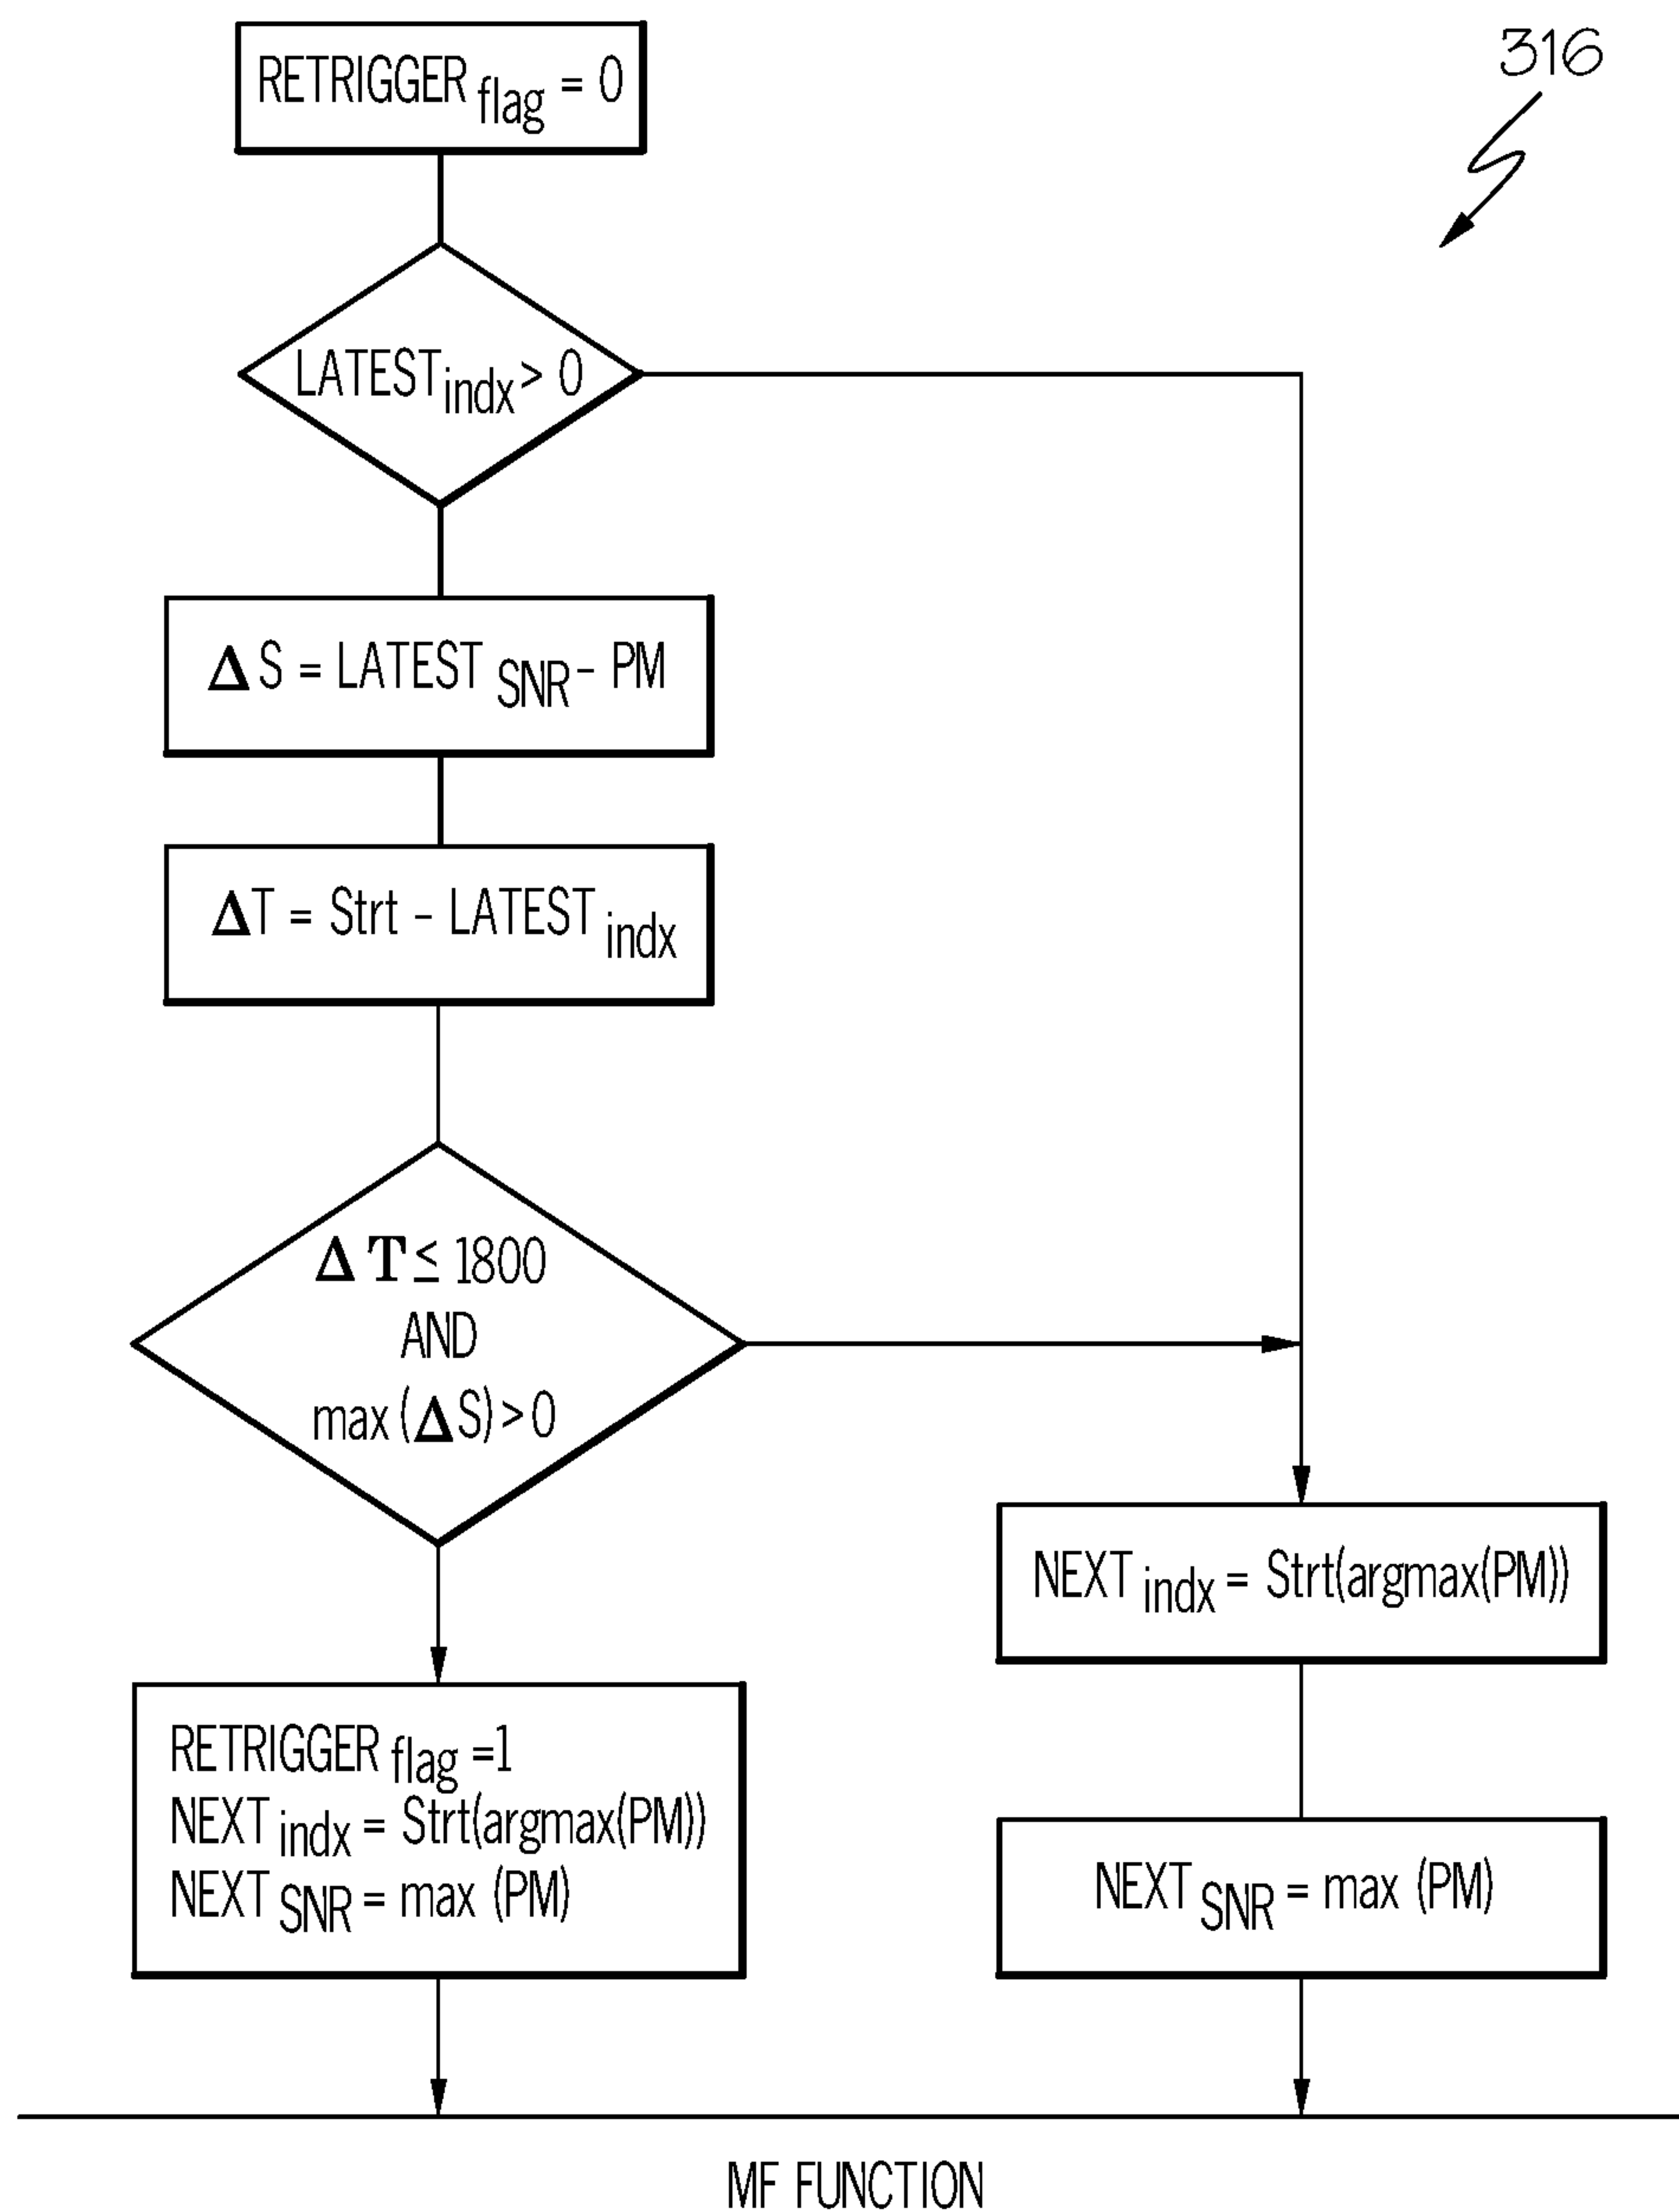 316
RETRIGGER flag = 0
LATEST indx > 0
Δ S = LATEST SNR - PM
ΔT = Strt - LATEST indx
Δ T ≤ 1800
AND
max (ΔS) > 0
RETRIGGER flag =1
NEXT indx = Strt(argmax(PM))
NEXT SNR = max (PM)
NEXT indx = Strt(argmax(PM))
NEXT SNR = max (PM)
MF FUNCTION